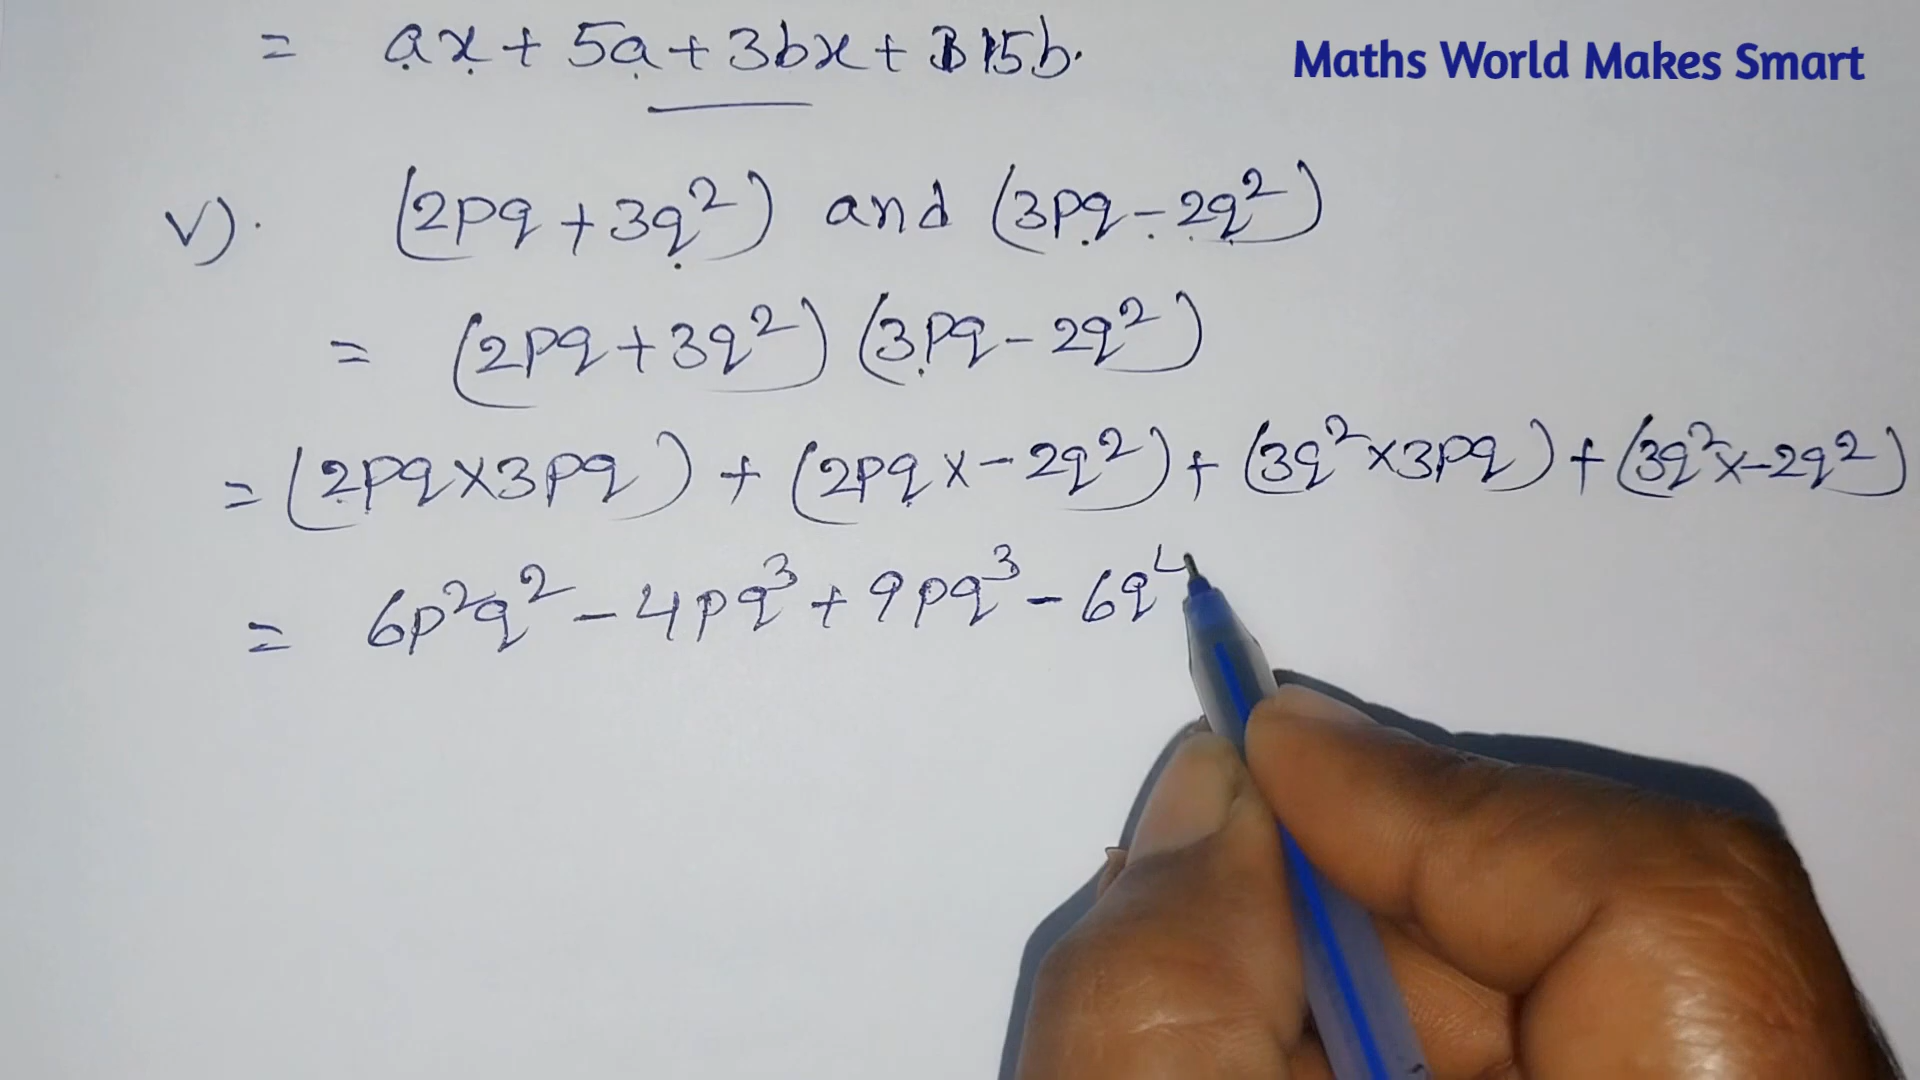 = ax + 5a + 3bx + 15b.
Maths World Makes Smart
v). (2pq + 3q²) and (3pq - 2q²)
= (2pq + 3q²) (3pq - 2q²)
= (2pq x 3pq) + (2pq x - 2q²) + (3q² x 3pq) + (3q² x - 2q²)
= 6p²q² - 4pq³ + 9pq³ - 6q⁴